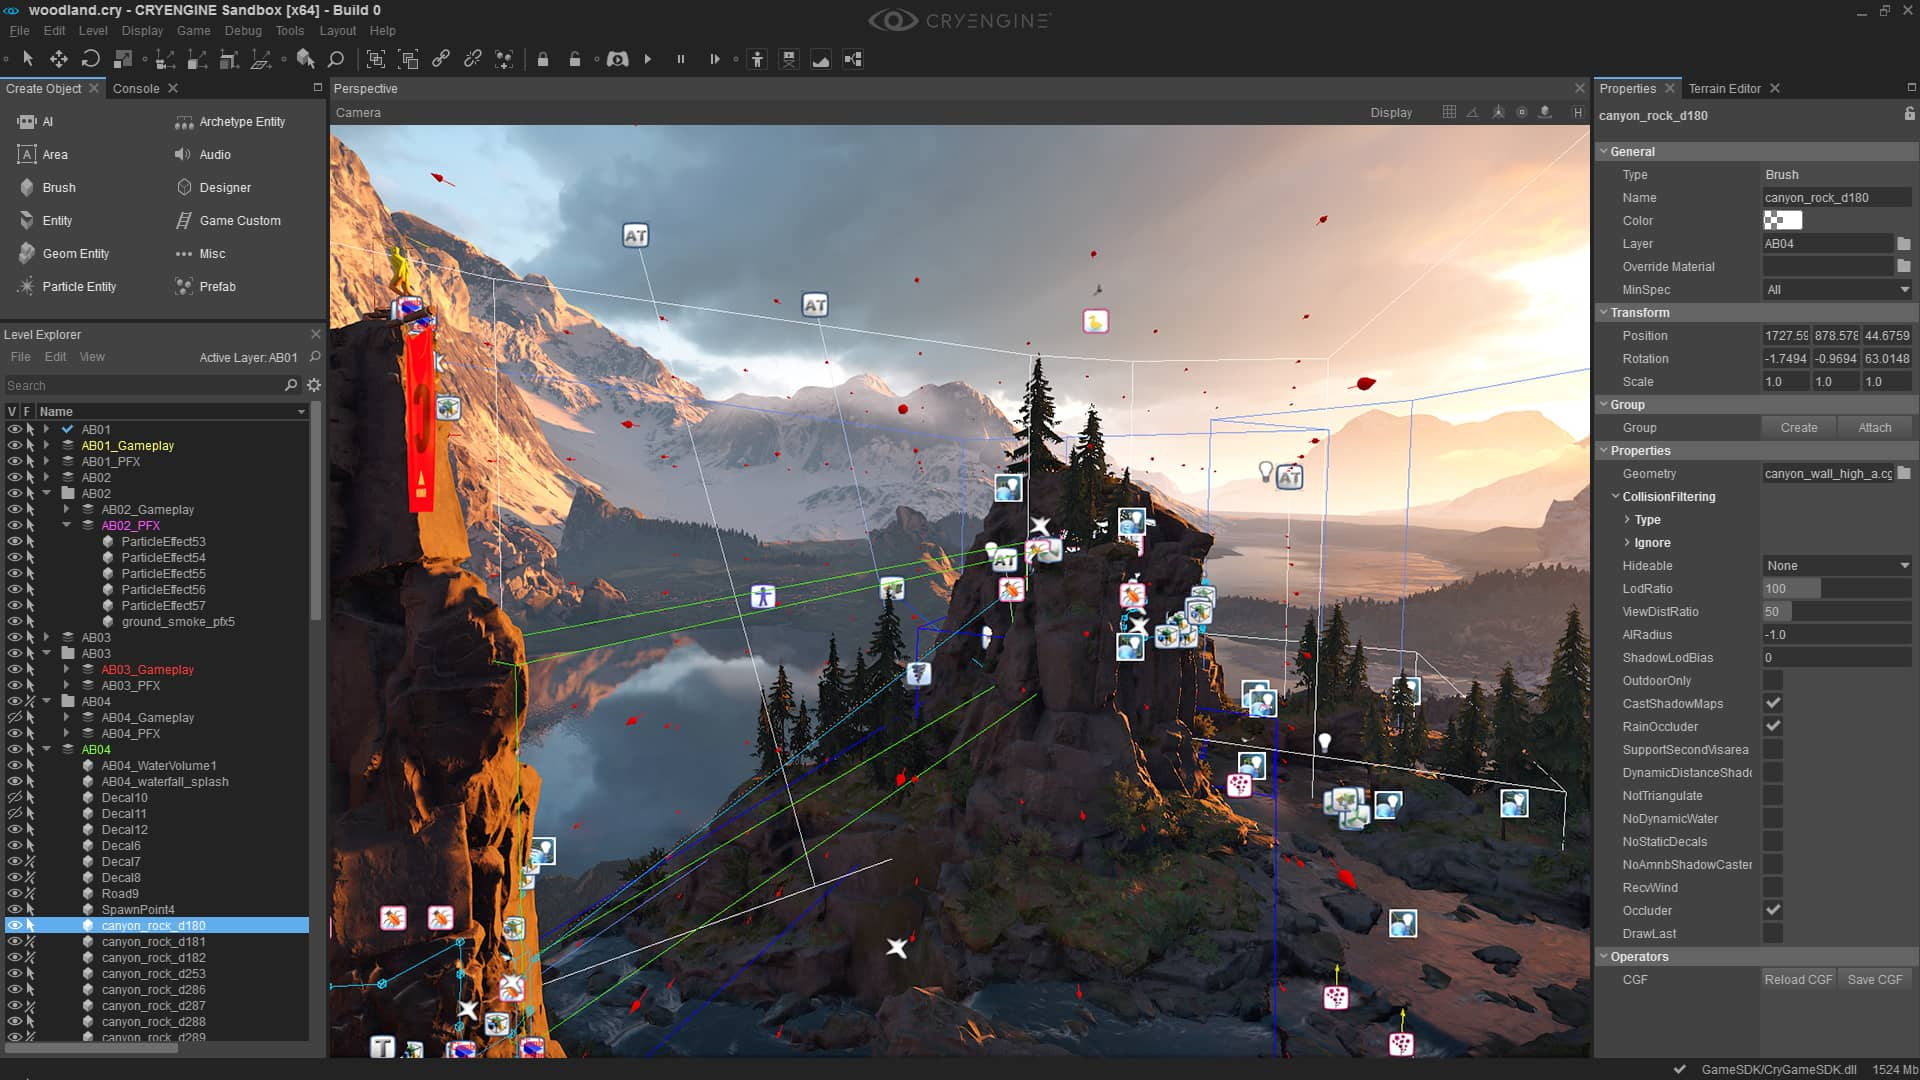 woodland.cry - CRYENGINE Sandbox [x64] - Build 0
CRYENGINE
File Edit Level Display Game Debug Tools Layout Help
Create Object Console
AI Archetype Entity
Area Audio
Brush Designer
Entity Game Custom
Geom Entity Misc
Particle Entity Prefab
Level Explorer
File Edit View Active Layer: AB01
Search
V F Name
AB01
AB01_Gameplay
AB01_PFX
AB02
AB02
AB02_Gameplay
AB02_PFX
ParticleEffect53
ParticleEffect54
ParticleEffect55
ParticleEffect56
ParticleEffect57
ground_smoke_pfx5
AB03
AB03
AB03_Gameplay
AB03_PFX
AB04
AB04_Gameplay
AB04_PFX
AB04
AB04_WaterVolume1
AB04_waterfall_splash
Decal10
Decal11
Decal12
Decal6
Decal7
Decal8
Road9
SpawnPoint4
canyon_rock_d180
canyon_rock_d181
canyon_rock_d182
canyon_rock_d253
canyon_rock_d286
canyon_rock_d287
canyon_rock_d288
canyon_rock_d289
Perspective
Camera Display H
AT
AT
AT
AT
T
Properties Terrain Editor
canyon_rock_d180
General
Type Brush
Name canyon_rock_d180
Color
Layer AB04
Override Material
MinSpec All
Transform
Position 1727.59 878.578 44.6759
Rotation -1.7494 -0.9694 63.0148
Scale 1.0 1.0 1.0
Group
Group Create Attach
Properties
Geometry canyon_wall_high_a.cg
CollisionFiltering
Type
Ignore
Hideable None
LodRatio 100
ViewDistRatio 50
AIRadius -1.0
ShadowLodBias 0
OutdoorOnly
CastShadowMaps
RainOccluder
SupportSecondVisarea
DynamicDistanceShado
NotTriangulate
NoDynamicWater
NoStaticDecals
NoAmnbShadowCaster
RecvWind
Occluder
DrawLast
Operators
CGF Reload CGF Save CGF
GameSDK/CryGameSDK.dll 1524 Mb